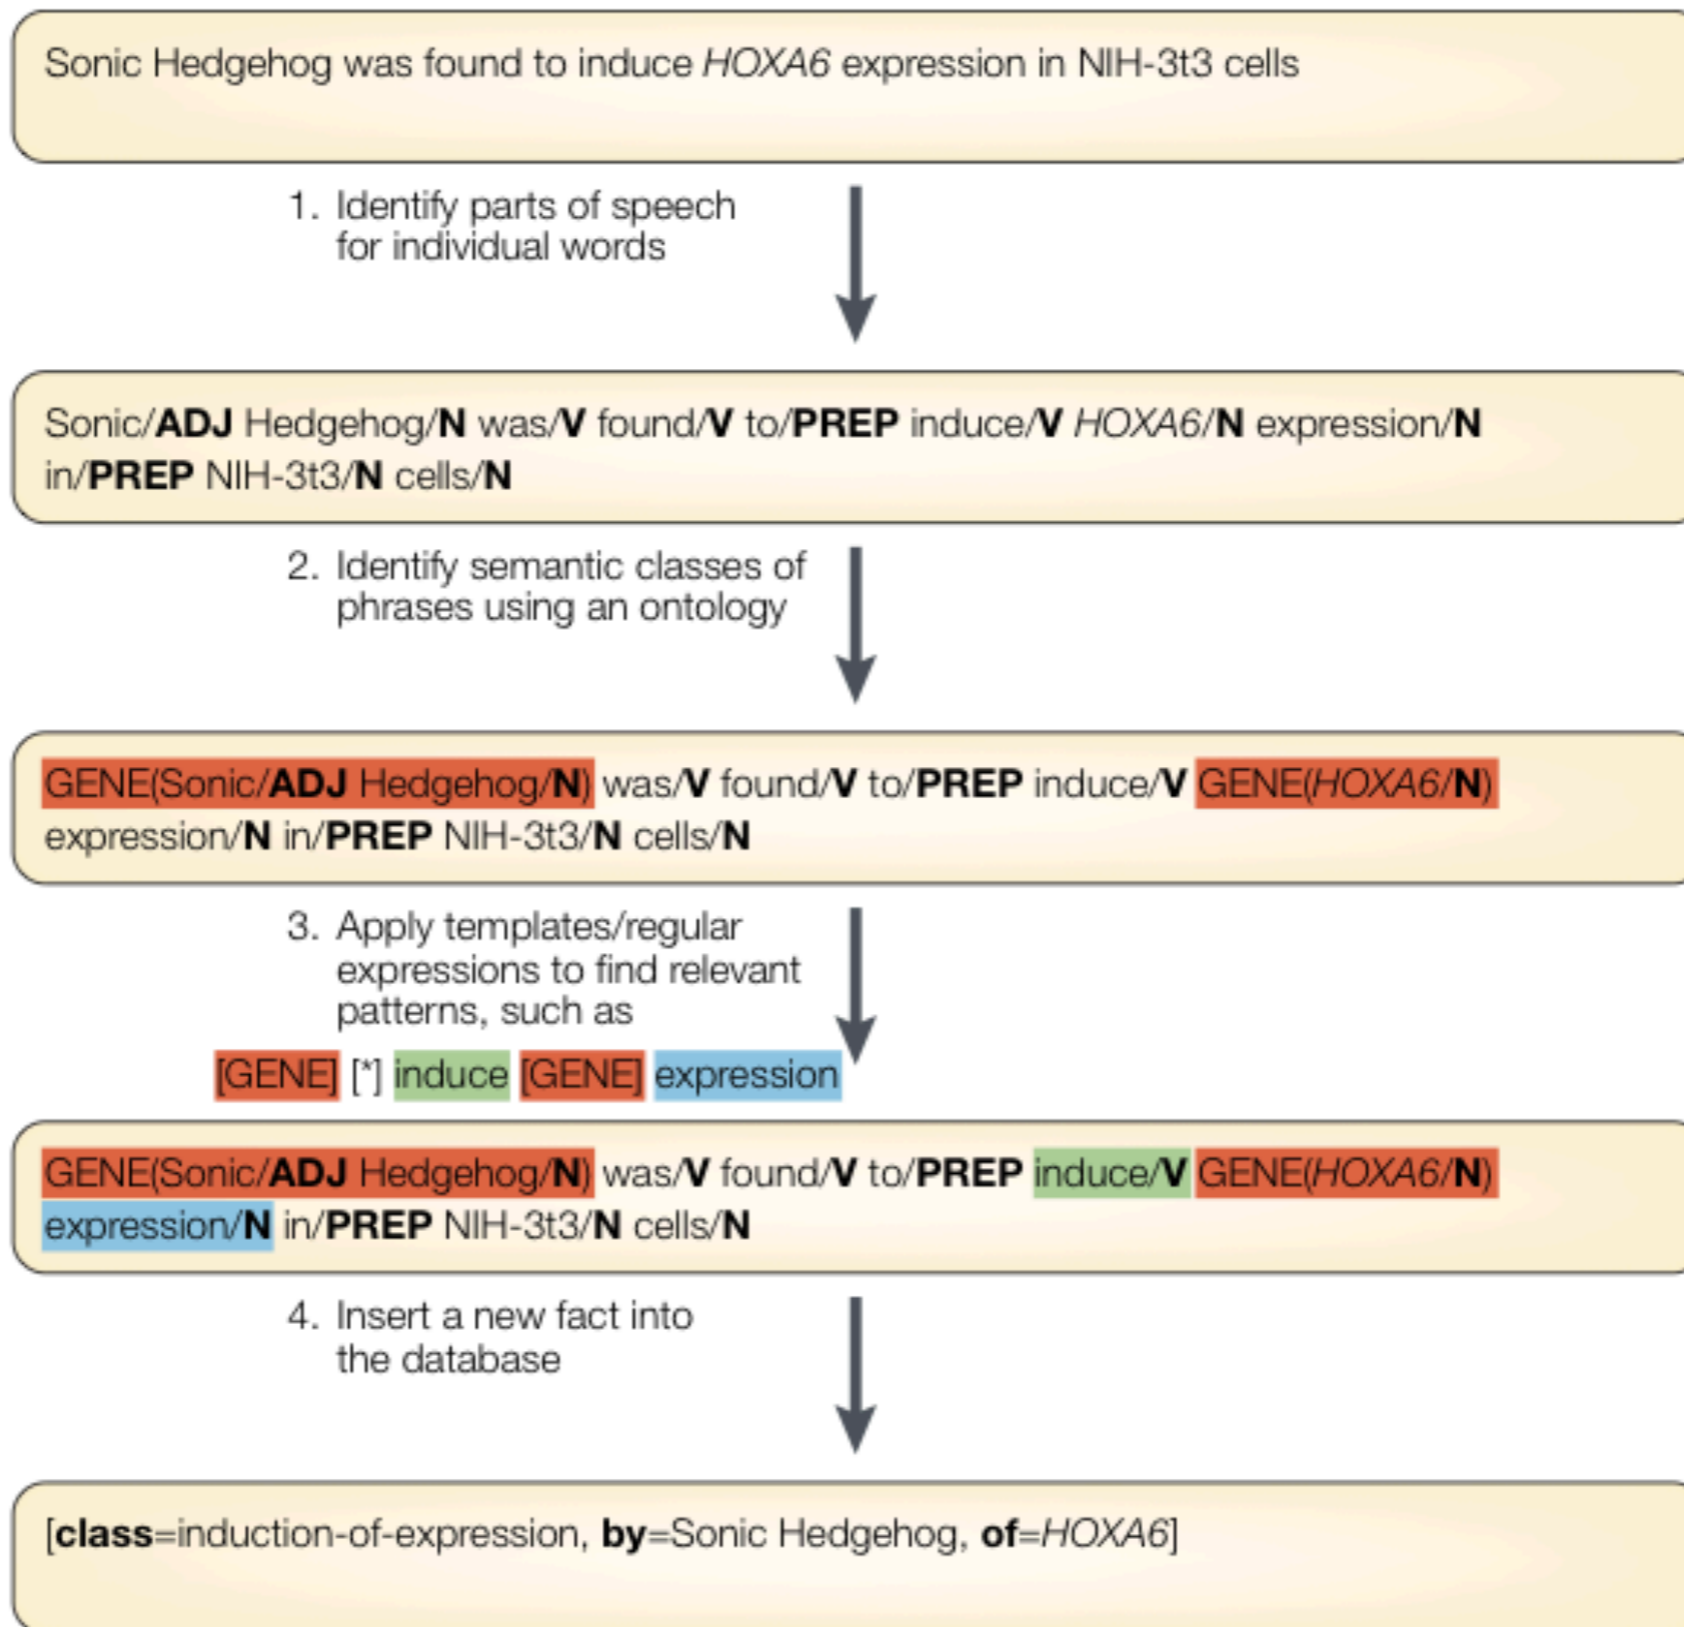 Sonic Hedgehog was found to induce HOXA6 expression in NIH-3t3 cells
1. Identify parts of speech
for individual words
Sonic/ADJ Hedgehog/N was/V found/V to/PREP induce/V HOXA6/N expression/N
in/PREP NIH-3t3/N cells/N
2. Identify semantic classes of
phrases using an ontology
GENE(Sonic/ADJ Hedgehog/N) was/V found/V to/PREP induce/V GENE(HOXA6/N)
expression/N in/PREP NIH-3t3/N cells/N
3. Apply templates/regular
expressions to find relevant
patterns, such as
[GENE] [*] induce [GENE] expression
GENE(Sonic/ADJ Hedgehog/N) was/V found/V to/PREP induce/V GENE(HOXA6/N)
expression/N in/PREP NIH-3t3/N cells/N
4. Insert a new fact into
the database
[class=induction-of-expression, by=Sonic Hedgehog, of=HOXA6]